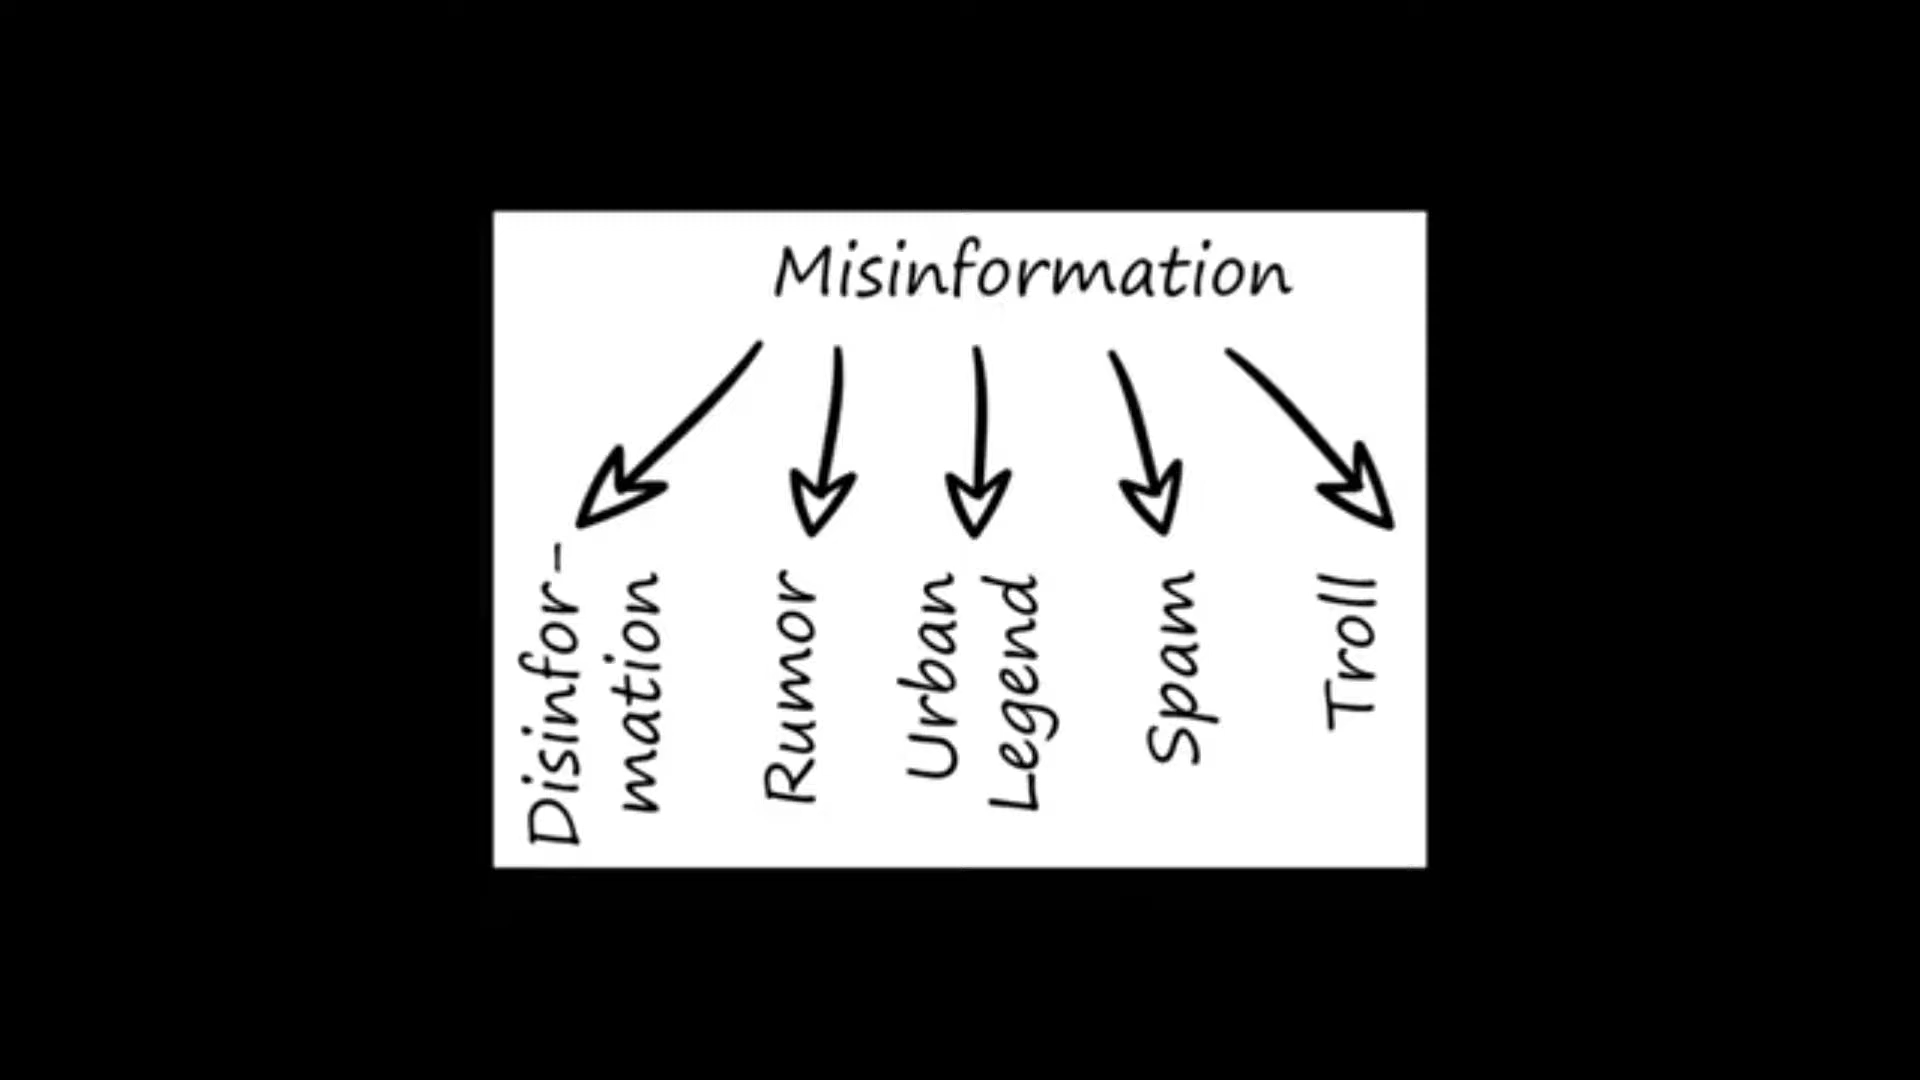 Misinformation
Disinfor-
mation
Rumor
Urban
Legend
Spam
Troll